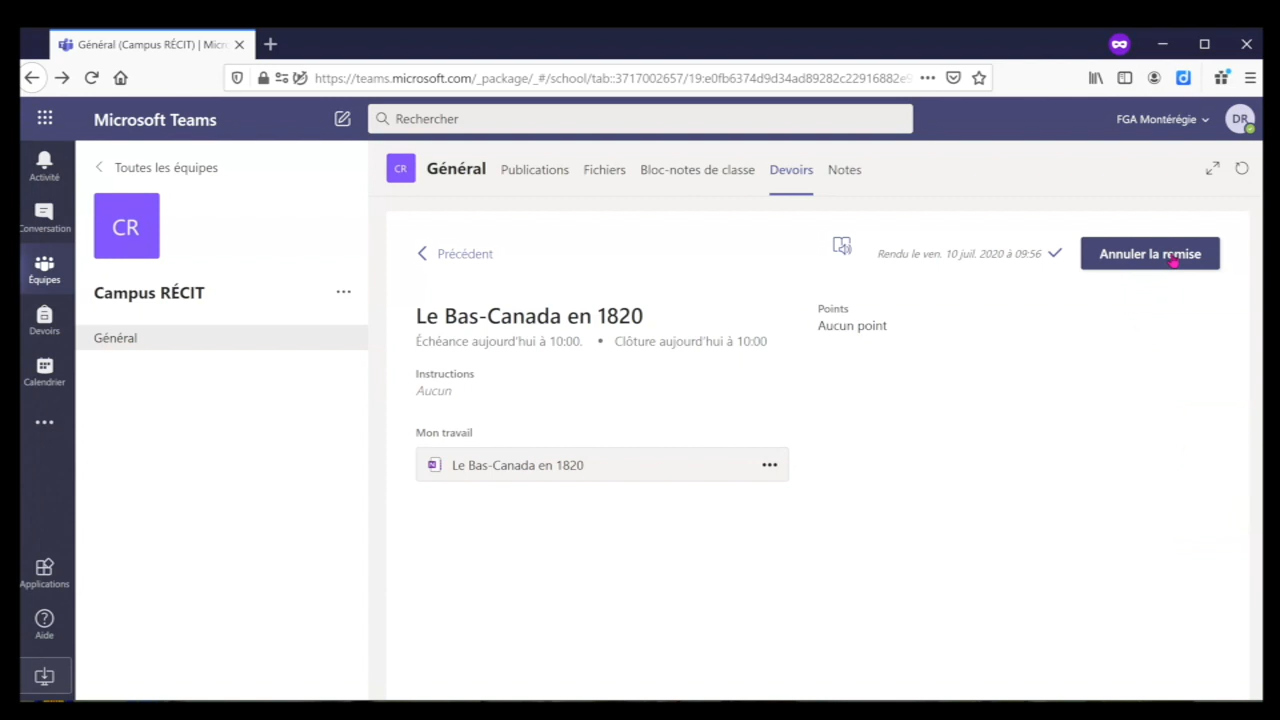 Général (Campus RÉCIT) | Micr
https://teams.microsoft.com/_package/_#/school/tab::3717002657/19:e0fb6374d9d34ad89282c22916882e9
Microsoft Teams
Rechercher
FGA Montérégie
DR
Activité
Conversation
Équipes
Devoirs
Calendrier
Applications
Aide
Toutes les équipes
CR
Campus RÉCIT
Général
CR
Général Publications Fichiers Bloc-notes de classe Devoirs Notes
Précédent
Rendu le ven. 10 juil. 2020 à 09:56
Annuler la remise
Le Bas-Canada en 1820
Échéance aujourd'hui à 10:00. • Clôture aujourd'hui à 10:00
Points
Aucun point
Instructions
Aucun
Mon travail
Le Bas-Canada en 1820